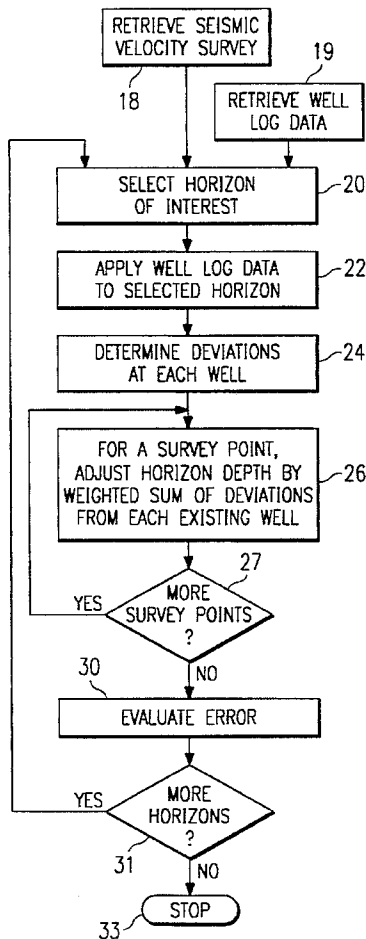 RETRIEVE SEISMIC
VELOCITY SURVEY
18
19
RETRIEVE WELL
LOG DATA
SELECT HORIZON
OF INTEREST
20
APPLY WELL LOG DATA
TO SELECTED HORIZON
22
DETERMINE DEVIATIONS
AT EACH WELL
24
FOR A SURVEY POINT,
ADJUST HORIZON DEPTH BY
WEIGHTED SUM OF DEVIATIONS
FROM EACH EXISTING WELL
26
27
YES
MORE
SURVEY POINTS
?
NO
30
EVALUATE ERROR
YES
MORE
HORIZONS
?
31
NO
STOP
33